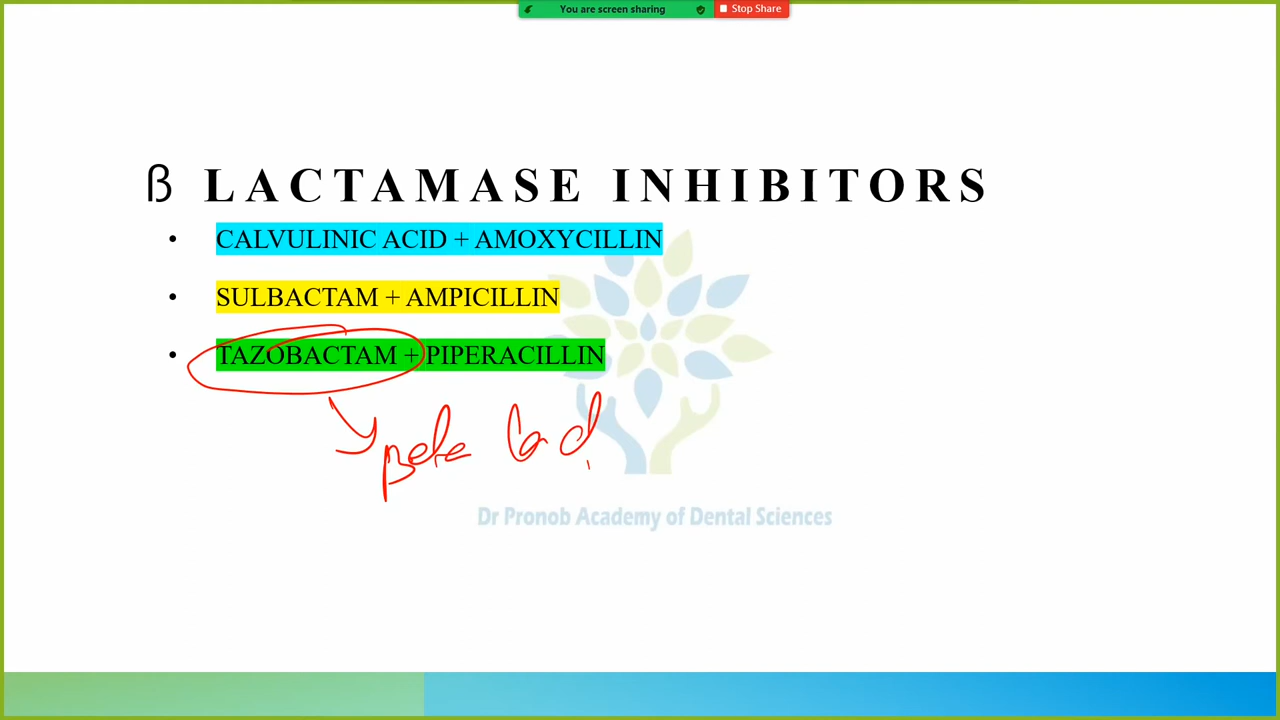 You are screen sharing Stop Share
ß LACTAMASE INHIBITORS
• CALVULINIC ACID + AMOXYCILLIN
• SULBACTAM + AMPICILLIN
• TAZOBACTAM + PIPERACILLIN
Dr Pronob Academy of Dental Sciences